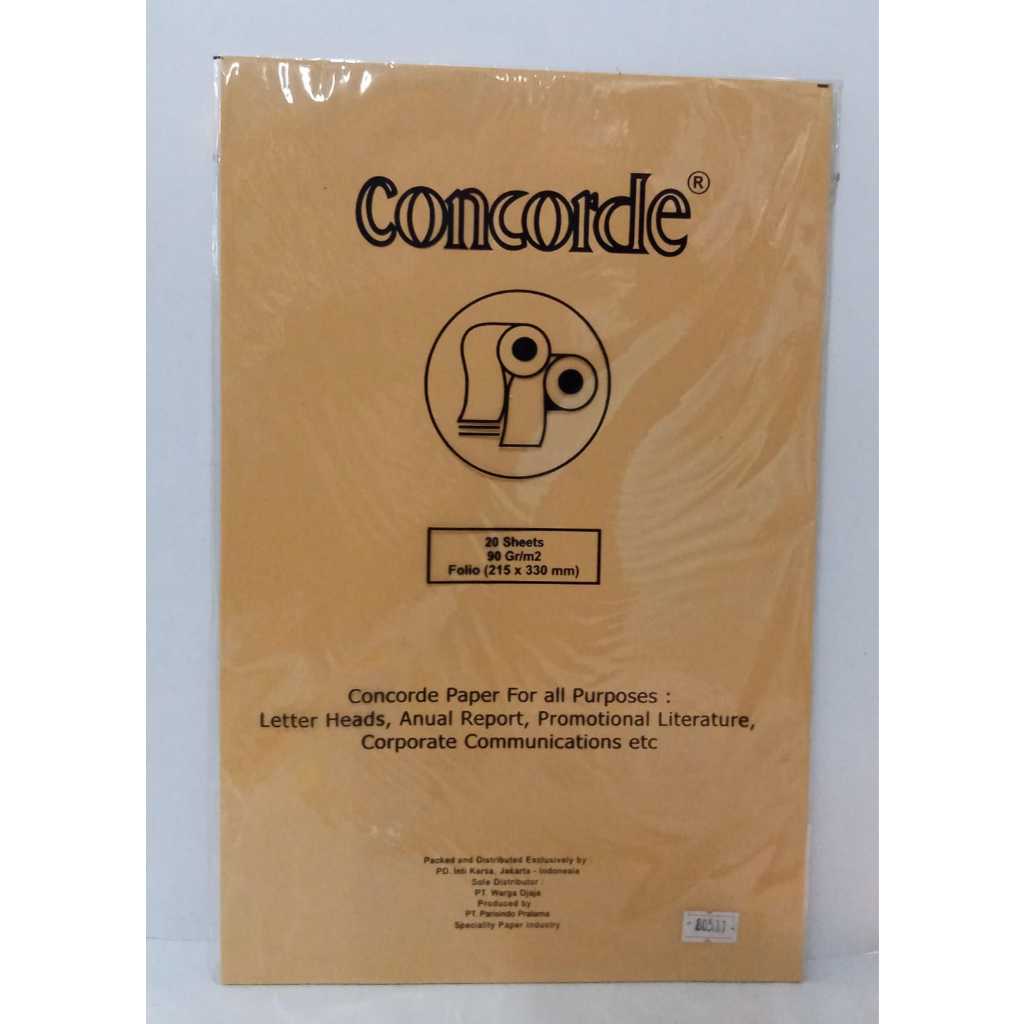 Concorde®
20 Sheets
90 Gr/m2
Folio (215 x 330 mm)
Concorde Paper For all Purposes :
Letter Heads, Anual Report, Promotional Literature,
Corporate Communications etc
Packed and Distributed Exclusively by
PD. Inti Karsa, Jakarta - Indonesia
Sole Distributor :
PT. Warga Djaja
Produced by
PT. Parisindo Pratama
Speciality Paper Industry